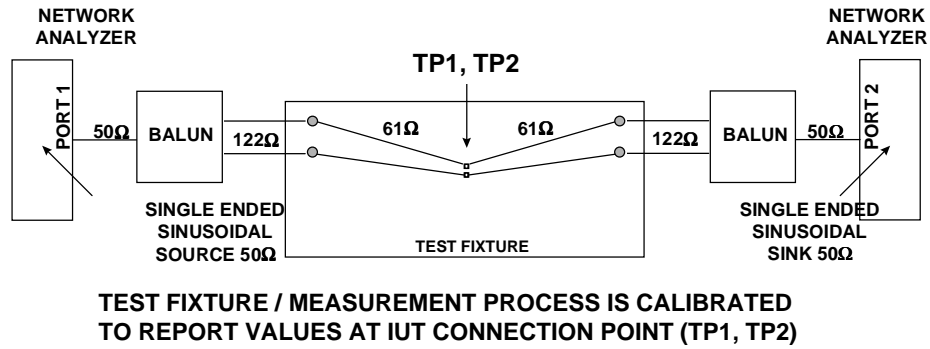 NETWORK
ANALYZER
NETWORK
ANALYZER
TP1, TP2
PORT 1
50Ω
BALUN
122Ω
61Ω
61Ω
122Ω
BALUN
50Ω
PORT 2
SINGLE ENDED
SINUSOIDAL
SOURCE 50Ω
TEST FIXTURE
SINGLE ENDED
SINUSOIDAL
SINK 50Ω
TEST FIXTURE / MEASUREMENT PROCESS IS CALIBRATED
TO REPORT VALUES AT IUT CONNECTION POINT (TP1, TP2)